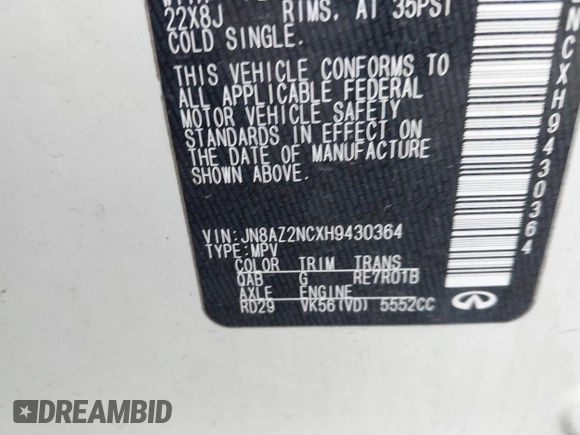 22X8J RIMS. AT 35PSI
COLD SINGLE.
THIS VEHICLE CONFORMS TO
ALL APPLICABLE FEDERAL
MOTOR VEHICLE SAFETY
STANDARDS IN EFFECT ON
THE DATE OF MANUFACTURE
SHOWN ABOVE.
VIN:JN8AZ2NCXH9430364
TYPE:MPV
COLOR TRIM TRANS
QAB G RE7R01B
AXLE ENGINE
RD29 VK56(VD) 5552CC
NCXH9430364
DREAMBID